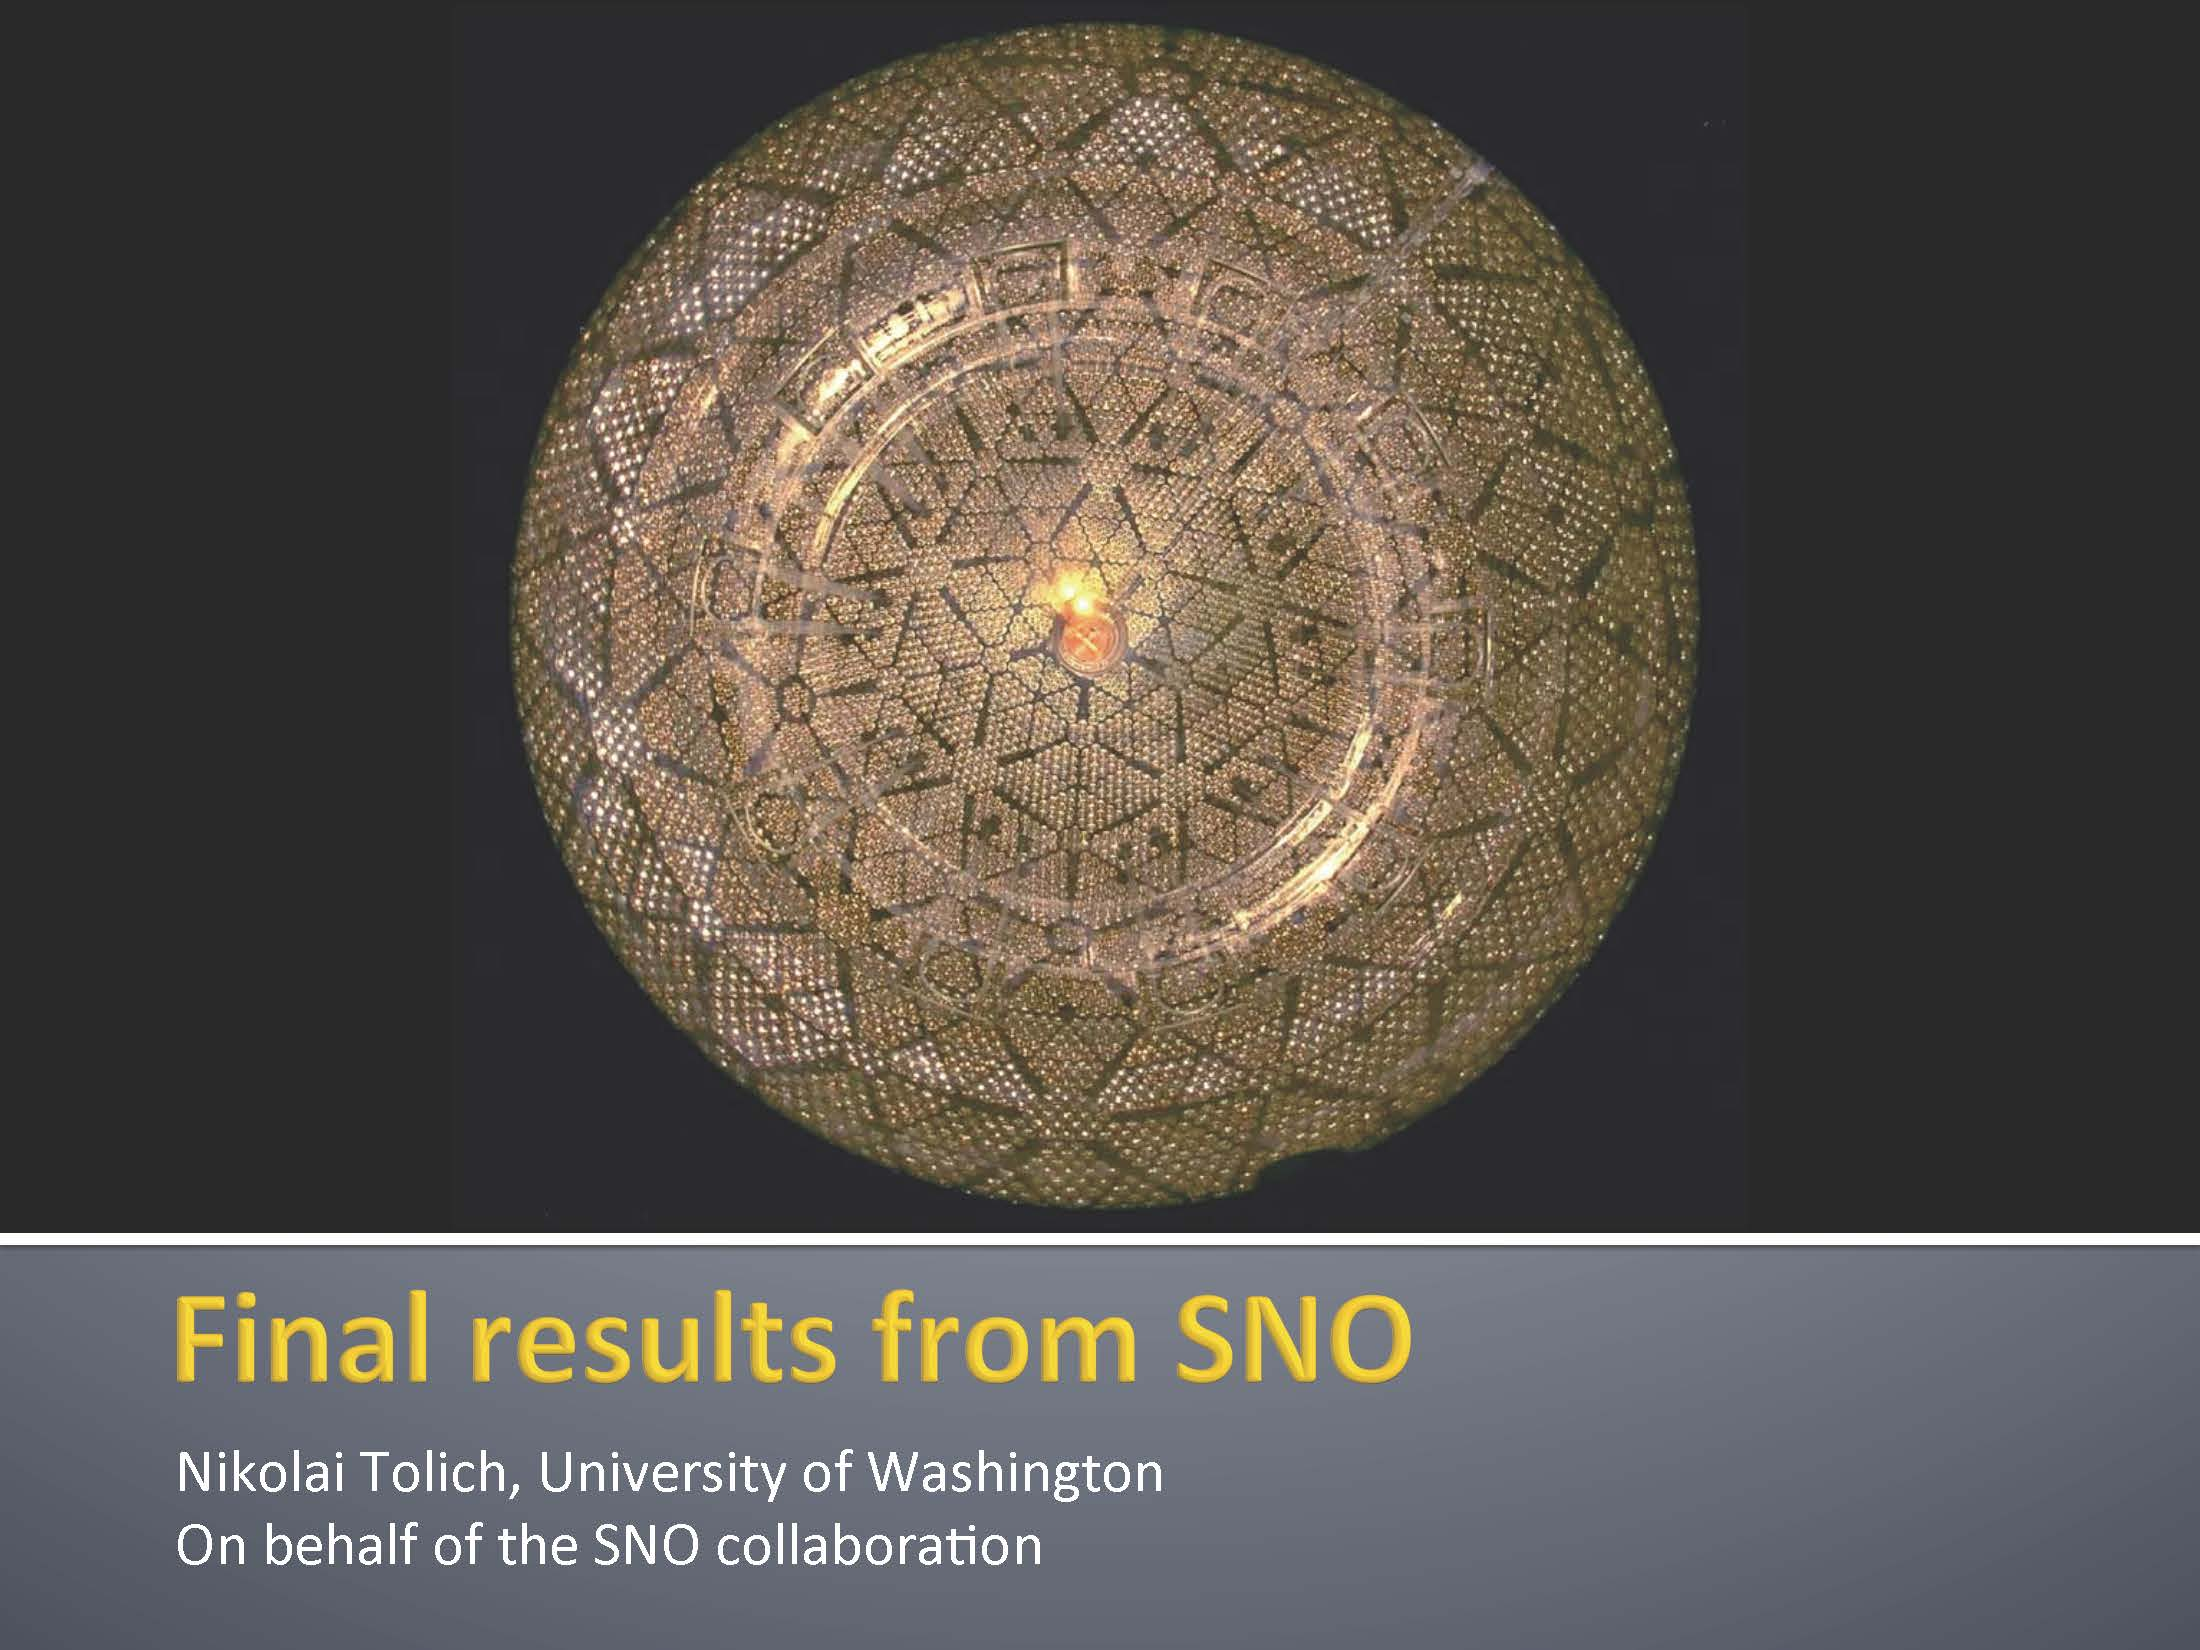 Final results from SNO
Nikolai Tolich, University of Washington
On behalf of the SNO collaboration